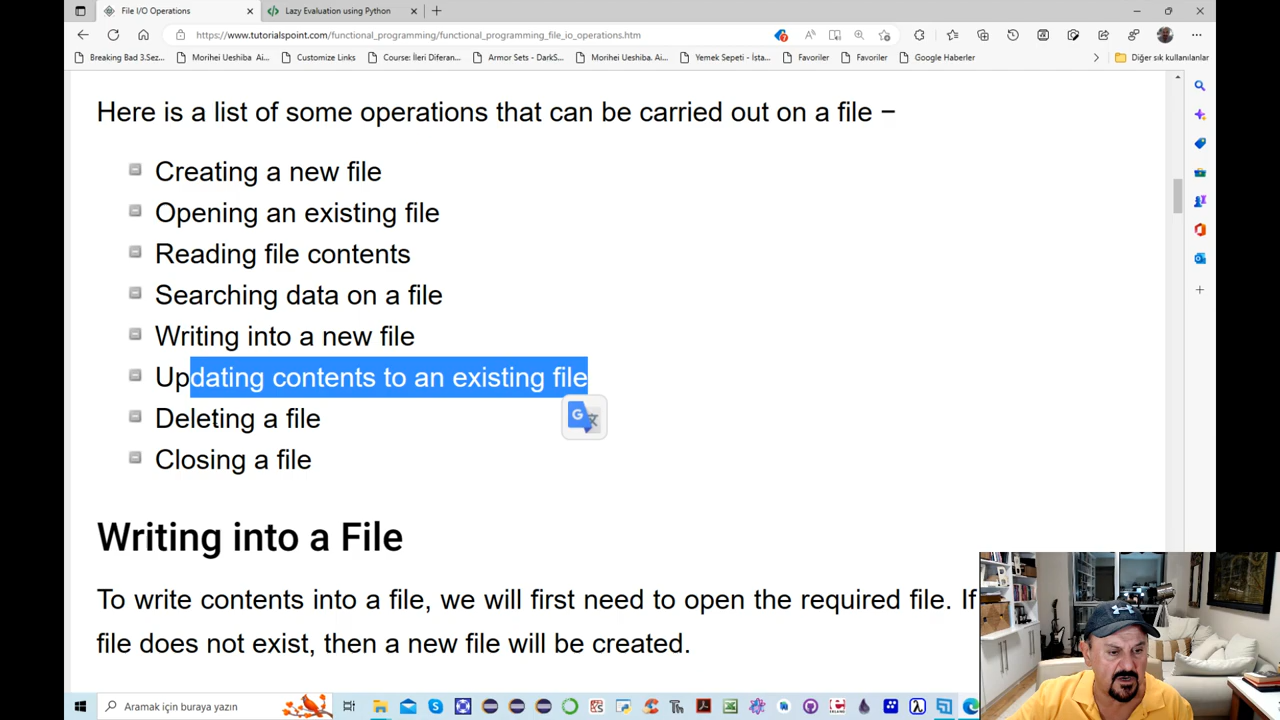 File I/O Operations
Lazy Evaluation using Python
https://www.tutorialspoint.com/functional_programming/functional_programming_file_io_operations.htm
Breaking Bad 3.Sez... Morihei Ueshiba Ai... Customize Links Course: İleri Diferan... Armor Sets - DarkS... Morihei Ueshiba. Ai... Yemek Sepeti - İsta... Favoriler Favoriler Google Haberler Diğer sık kullanılanlar
Here is a list of some operations that can be carried out on a file −
Creating a new file
Opening an existing file
Reading file contents
Searching data on a file
Writing into a new file
Updating contents to an existing file
Deleting a file
Closing a file
Writing into a File
To write contents into a file, we will first need to open the required file. If
file does not exist, then a new file will be created.
Aramak için buraya yazın